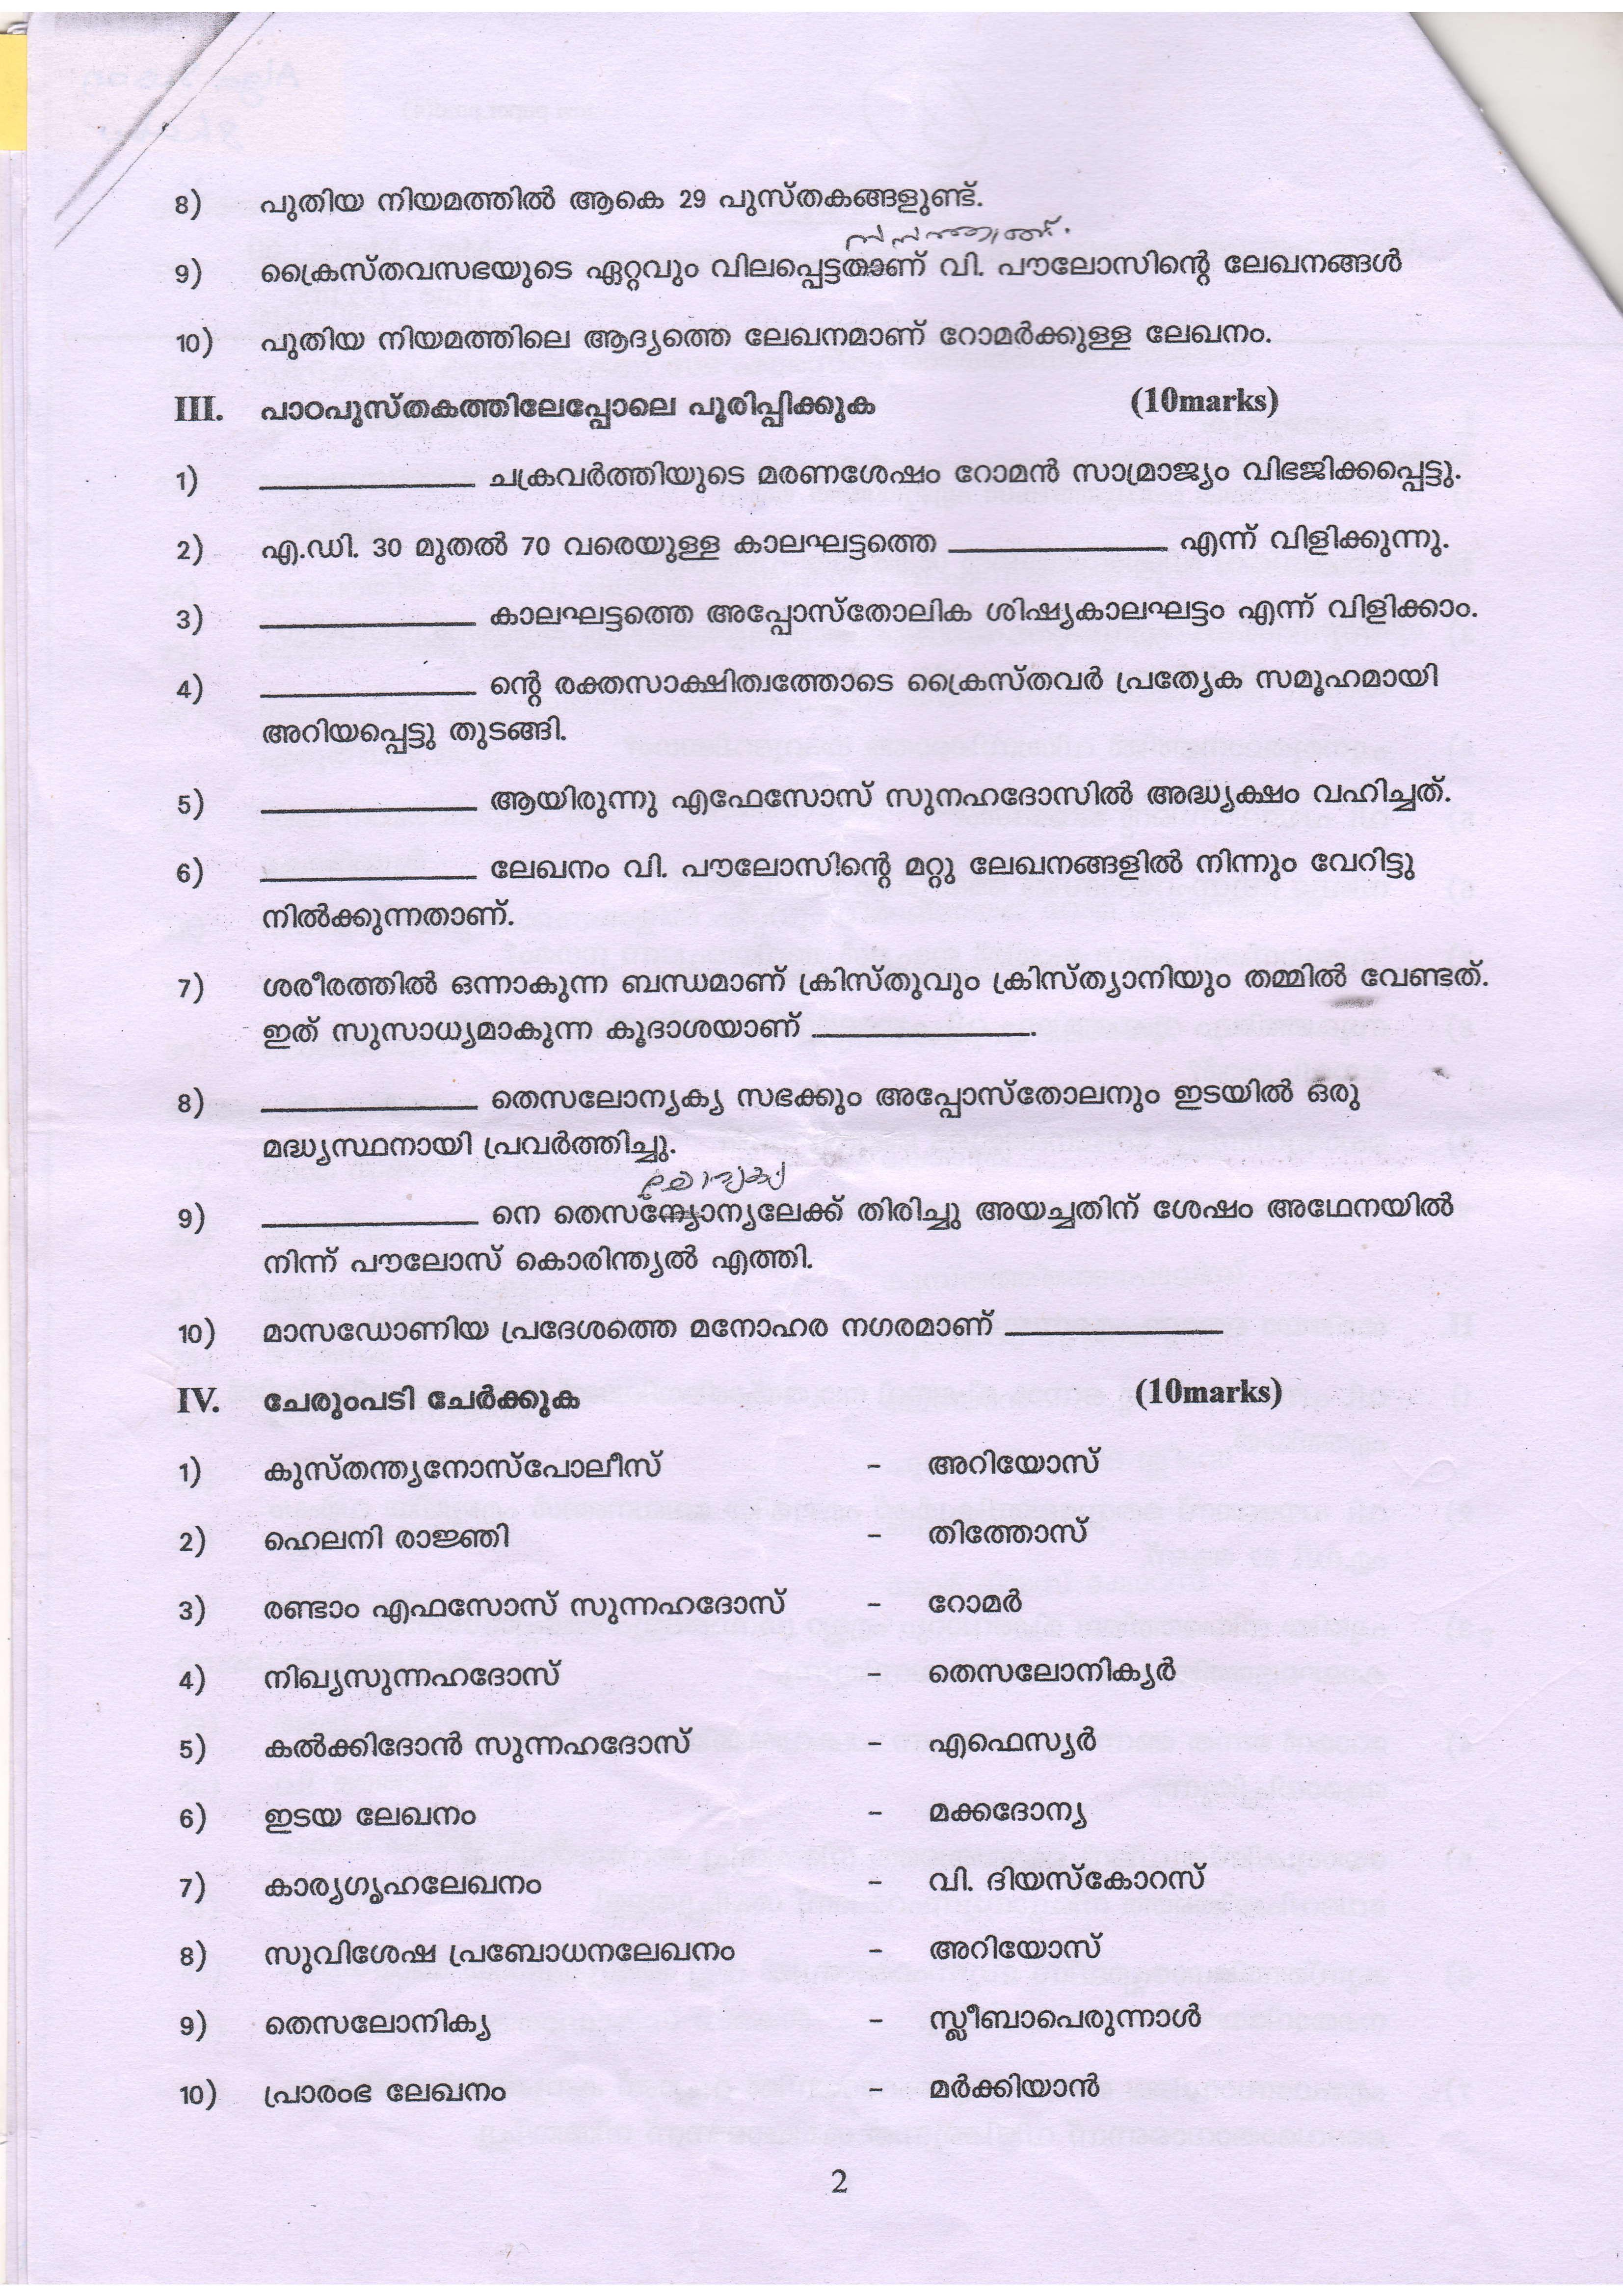 8) പുതിയ നിയമത്തിൽ ആകെ 29 പുസ്തകങ്ങളുണ്ട്.
9) ക്രൈസ്തവസഭയുടെ ഏറ്റവും വിലപ്പെട്ടതാണ് വി. പൗലോസിന്റെ ലേഖനങ്ങൾ
10) പുതിയ നിയമത്തിലെ ആദ്യത്തെ ലേഖനമാണ് റോമർക്കുള്ള ലേഖനം.
III. പാഠപുസ്തകത്തിലേപ്പോലെ പൂരിപ്പിക്കുക (10marks)
1) ____________ ചക്രവർത്തിയുടെ മരണശേഷം റോമൻ സാമ്രാജ്യം വിഭജിക്കപ്പെട്ടു.
2) എ.ഡി. 30 മുതൽ 70 വരെയുള്ള കാലഘട്ടത്തെ ____________ എന്ന് വിളിക്കുന്നു.
3) ____________ കാലഘട്ടത്തെ അപ്പോസ്തോലിക ശിഷ്യകാലഘട്ടം എന്ന് വിളിക്കാം.
4) ____________ ന്റെ രക്തസാക്ഷിത്വത്തോടെ ക്രൈസ്തവർ പ്രത്യേക സമൂഹമായി
അറിയപ്പെട്ടു തുടങ്ങി.
5) ____________ ആയിരുന്നു എഫേസോസ് സുനഹദോസിൽ അദ്ധ്യക്ഷം വഹിച്ചത്.
6) ____________ ലേഖനം വി. പൗലോസിന്റെ മറ്റു ലേഖനങ്ങളിൽ നിന്നും വേറിട്ടു
നിൽക്കുന്നതാണ്.
7) ശരീരത്തിൽ ഒന്നാകുന്ന ബന്ധമാണ് ക്രിസ്തുവും ക്രിസ്ത്യാനിയും തമ്മിൽ വേണ്ടത്.
ഇത് സുസാധ്യമാകുന്ന കൂദാശയാണ് ____________.
8) ____________ തെസലോന്യക്യ സഭക്കും അപ്പോസ്തോലനും ഇടയിൽ ഒരു
മദ്ധ്യസ്ഥനായി പ്രവർത്തിച്ചു.
9) ____________ നെ തിരിച്ചു അയച്ചതിന് ശേഷം അഥേനയിൽ
നിന്ന് പൗലോസ് കൊരിന്ത്യൽ എത്തി.
10) മാസഡോണിയ പ്രദേശത്തെ മനോഹര നഗരമാണ് ____________
IV. ചേരുംപടി ചേർക്കുക (10marks)
1) കുസ്തന്ത്യനോസ്പോലീസ് - അറിയോസ്
2) ഹെലനി രാജ്ഞി - തിത്തോസ്
3) രണ്ടാം എഫസോസ് സുന്നഹദോസ് - റോമർ
4) നിഖ്യസുന്നഹദോസ് - തെസലോനിക്യർ
5) കൽക്കിദോൻ സുന്നഹദോസ് - എഫെസ്യർ
6) ഇടയ ലേഖനം - മക്കദോന്യ
7) കാര്യഗൃഹലേഖനം - വി. ദിയസ്കോറസ്
8) സുവിശേഷ പ്രബോധനലേഖനം - അറിയോസ്
9) തെസലോനിക്യ - സ്ലീബാപെരുന്നാൾ
10) പ്രാരംഭ ലേഖനം - മർക്കിയാൻ
2